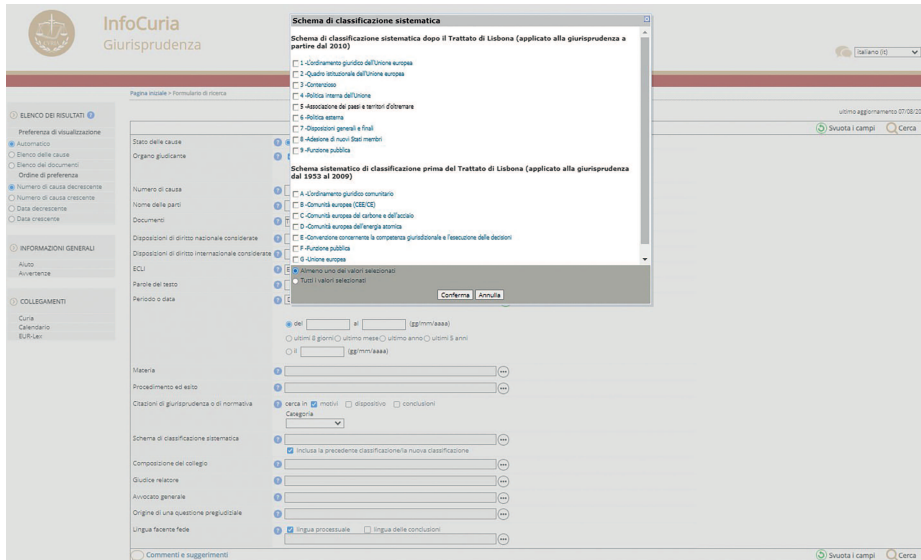 InfoCuria
Giurisprudenza
Italiano (it)
Pagina iniziale > Formulario di ricerca
ultimo aggiornamento 07/08/20
ELENCO DEI RISULTATI
Preferenza di visualizzazione
Automatico
Elenco delle cause
Elenco dei documenti
Ordine di preferenza
Numero di causa decrescente
Numero di causa crescente
Data decrescente
Data crescente
INFORMAZIONI GENERALI
Aiuto
Avvertenze
COLLEGAMENTI
Curia
Calendario
EUR-Lex
Svuota i campi
Cerca
Stato delle cause
Organo giudicante
Numero di causa
Nome delle parti
Documenti
Disposizioni di diritto nazionale considerate
Disposizioni di diritto internazionale considerate
ECLI
Parole del testo
Periodo o data
dal al (gg/mm/aaaa)
ultimi 8 giorni ultimo mese ultimo anno ultimi 5 anni
il (gg/mm/aaaa)
Materia
Procedimento ed esito
Citazioni di giurisprudenza o di normativa
cerca in motivi dispositivo conclusioni
Categoria
Schema di classificazione sistematica
inclusa la precedente classificazione/la nuova classificazione
Composizione del collegio
Giudice relatore
Avvocato generale
Origine di una questione pregiudiziale
Lingua facente fede
lingua processuale lingua delle conclusioni
Commenti e suggerimenti
Svuota i campi
Cerca
Schema di classificazione sistematica
Schema di classificazione sistematica dopo il Trattato di Lisbona (applicato alla giurisprudenza a
partire dal 2010)
1 -L'ordinamento giuridico dell'Unione europea
2 -Quadro istituzionale dell'Unione europea
3 -Contenzioso
4 -Politica interna dell'Unione
5 -Associazione dei paesi e territori d'oltremare
6 -Politica esterna
7 -Disposizioni generali e finali
8 -Adesione di nuovi Stati membri
9 -Funzione pubblica
Schema sistematico di classificazione prima del Trattato di Lisbona (applicato alla giurisprudenza
dal 1953 al 2009)
A -L'ordinamento giuridico comunitario
B -Comunità europea (CEE/CE)
C -Comunità europea del carbone e dell'acciaio
D -Comunità europea dell'energia atomica
E -Convenzione concernente la competenza giurisdizionale e l'esecuzione delle decisioni
F -Funzione pubblica
G -Unione europea
Almeno uno dei valori selezionati
Tutti i valori selezionati
Conferma
Annulla